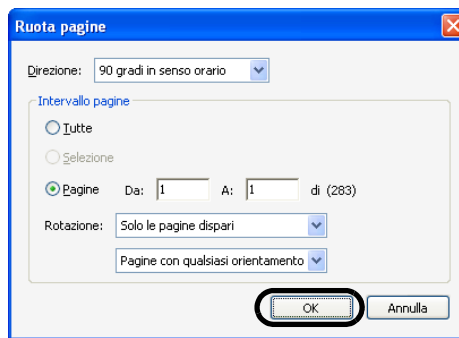 Ruota pagine
Direzione: 90 gradi in senso orario
Intervallo pagine
Tutte
Selezione
Pagine Da: 1 A: 1 di (283)
Rotazione: Solo le pagine dispari
Pagine con qualsiasi orientamento
OK Annulla